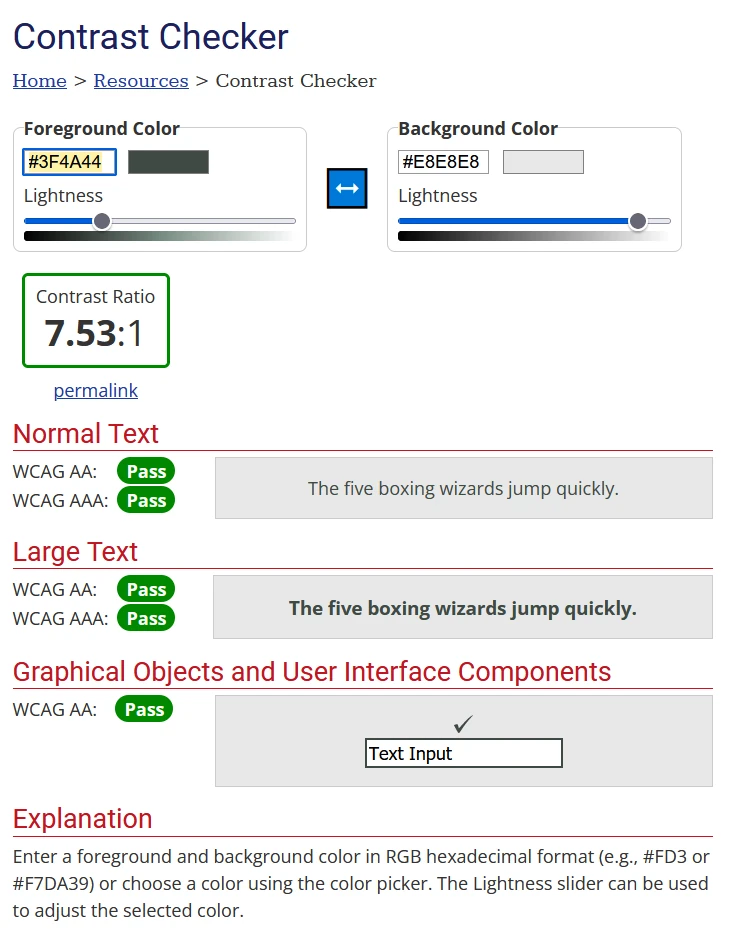 Contrast Checker
Home > Resources > Contrast Checker
Foreground Color
#3F4A44
Lightness
Background Color
#E8E8E8
Lightness
Contrast Ratio
7.53:1
permalink
Normal Text
WCAG AA: Pass
WCAG AAA: Pass
The five boxing wizards jump quickly.
Large Text
WCAG AA: Pass
WCAG AAA: Pass
The five boxing wizards jump quickly.
Graphical Objects and User Interface Components
WCAG AA: Pass
✓
Text Input
Explanation
Enter a foreground and background color in RGB hexadecimal format (e.g., #FD3 or
#F7DA39) or choose a color using the color picker. The Lightness slider can be used
to adjust the selected color.